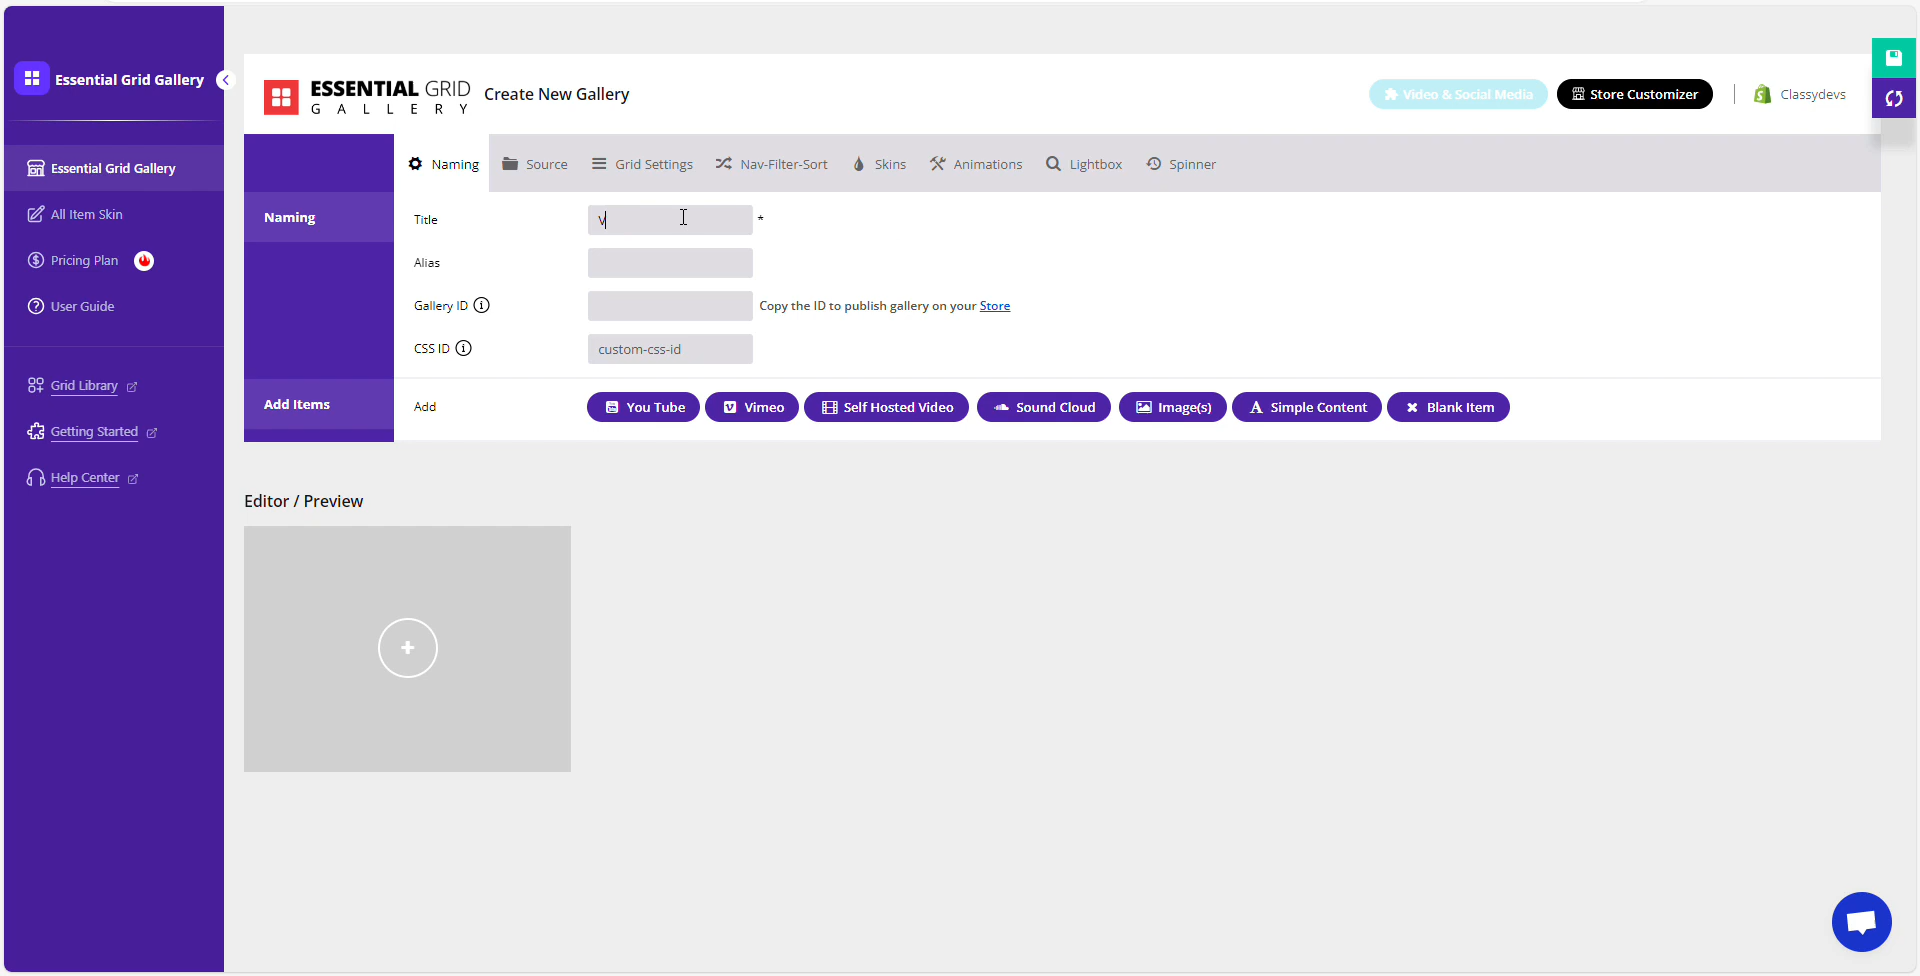 Essential Grid Gallery
Essential Grid Gallery
All Item Skin
Pricing Plan
User Guide
Grid Library
Getting Started
Help Center
ESSENTIAL GRID
GALLERY
Create New Gallery
Video & Social Media
Store Customizer
Classydevs
Naming
Source
Grid Settings
Nav-Filter-Sort
Skins
Animations
Lightbox
Spinner
Naming
Title
V
*
Alias
Gallery ID
Copy the ID to publish gallery on your Store
CSS ID
custom-css-id
Add Items
Add
You Tube
Vimeo
Self Hosted Video
Sound Cloud
Image(s)
Simple Content
Blank Item
Editor / Preview